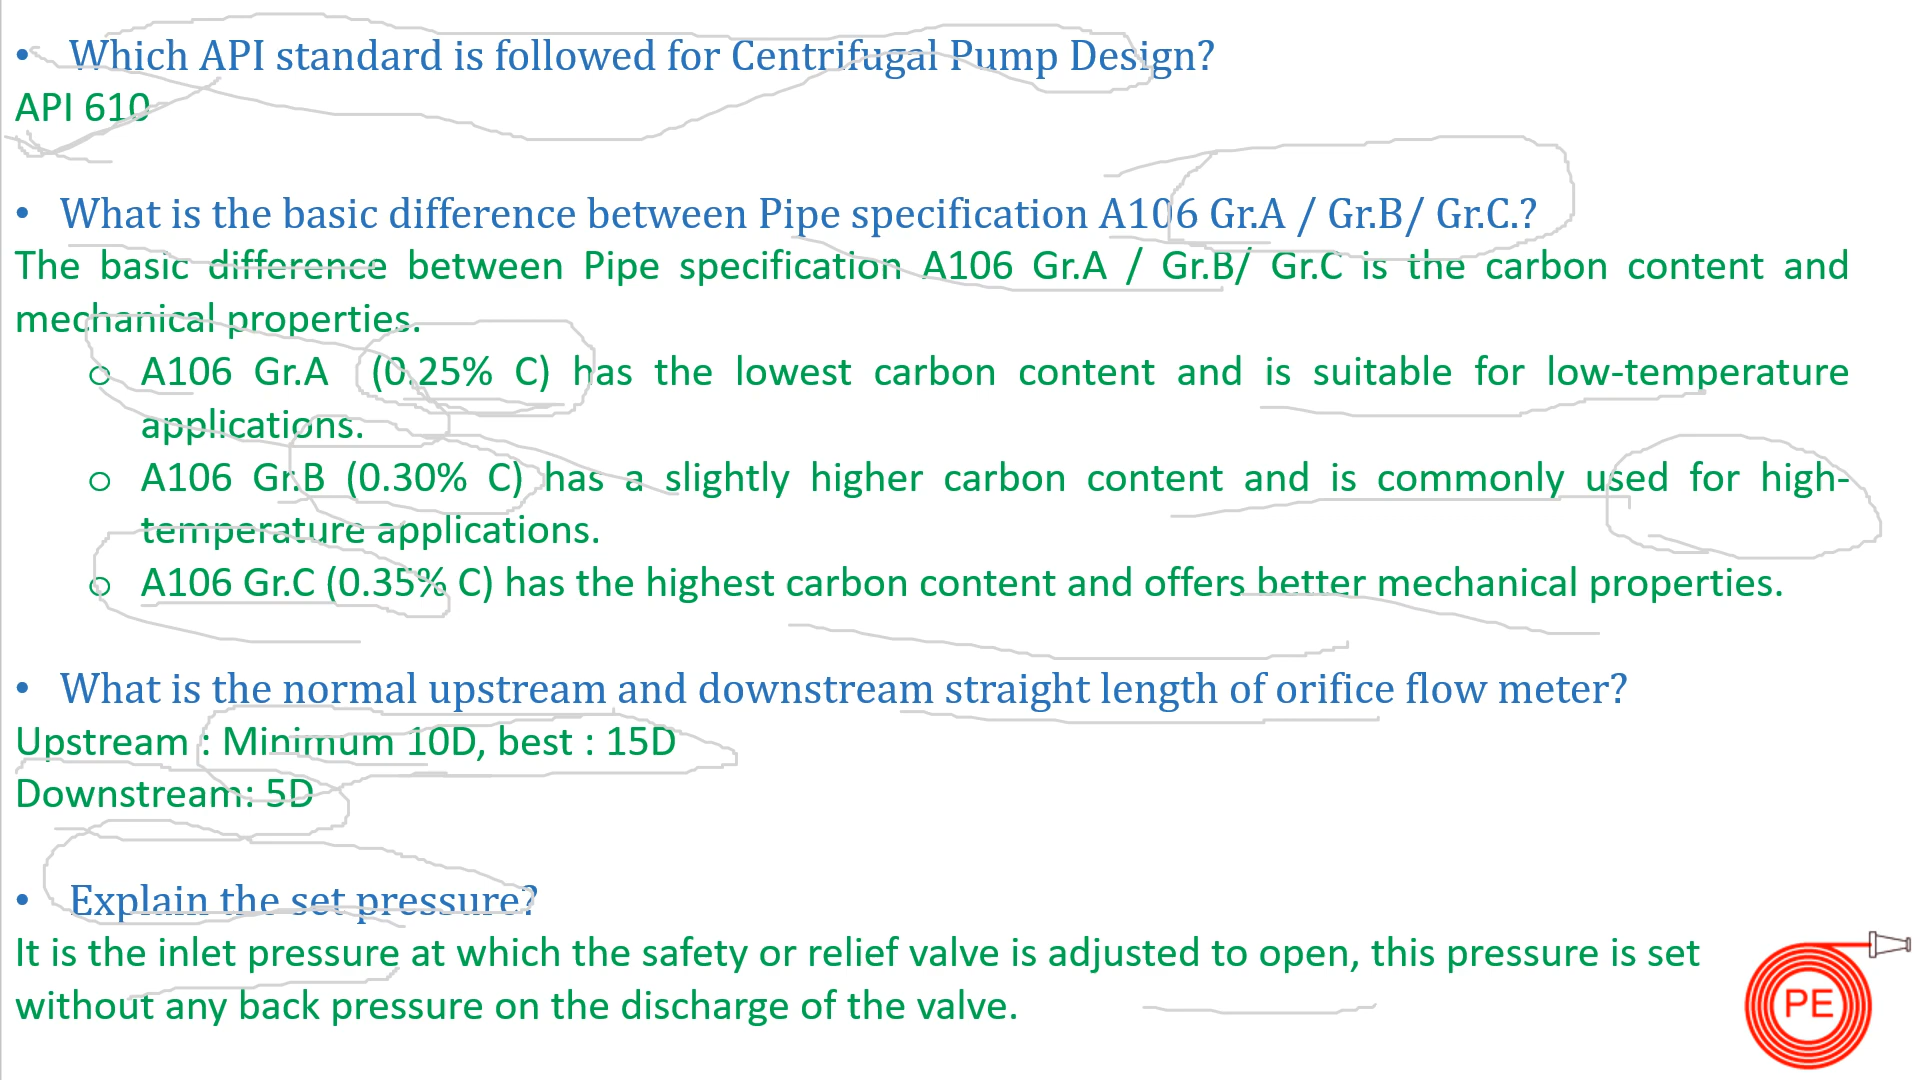 • Which API standard is followed for Centrifugal Pump Design?
API 610
• What is the basic difference between Pipe specification A106 Gr.A / Gr.B/ Gr.C.?
The basic difference between Pipe specification A106 Gr.A / Gr.B/ Gr.C is the carbon content and
mechanical properties.
o A106 Gr.A (0.25% C) has the lowest carbon content and is suitable for low-temperature
applications.
o A106 Gr.B (0.30% C) has a slightly higher carbon content and is commonly used for high-
temperature applications.
o A106 Gr.C (0.35% C) has the highest carbon content and offers better mechanical properties.
• What is the normal upstream and downstream straight length of orifice flow meter?
Upstream : Minimum 10D, best : 15D
Downstream: 5D
• Explain the set pressure?
It is the inlet pressure at which the safety or relief valve is adjusted to open, this pressure is set
without any back pressure on the discharge of the valve.
PE